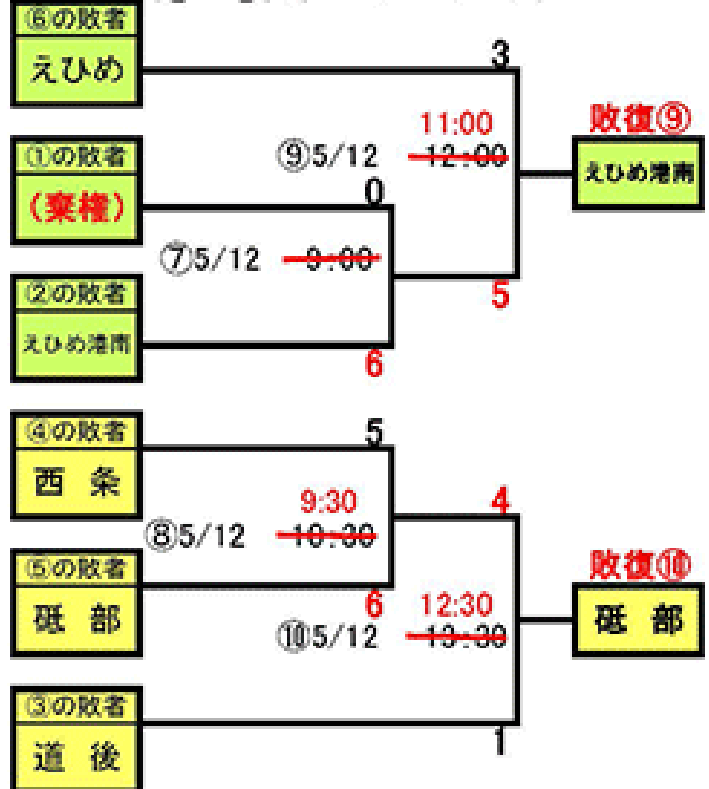 ⑥の敗者
えひめ
3
11:00
⑨5/12 12:00
敗復⑨
えひめ港南
①の敗者
(棄権)
0
⑦5/12 9:00
②の敗者
えひめ港南
5
6
④の敗者
西 条
5
9:30
⑧5/12 10:30
4
⑤の敗者
砥 部
6
12:30
⑩5/12 13:30
敗復⑩
砥 部
③の敗者
道 後
1